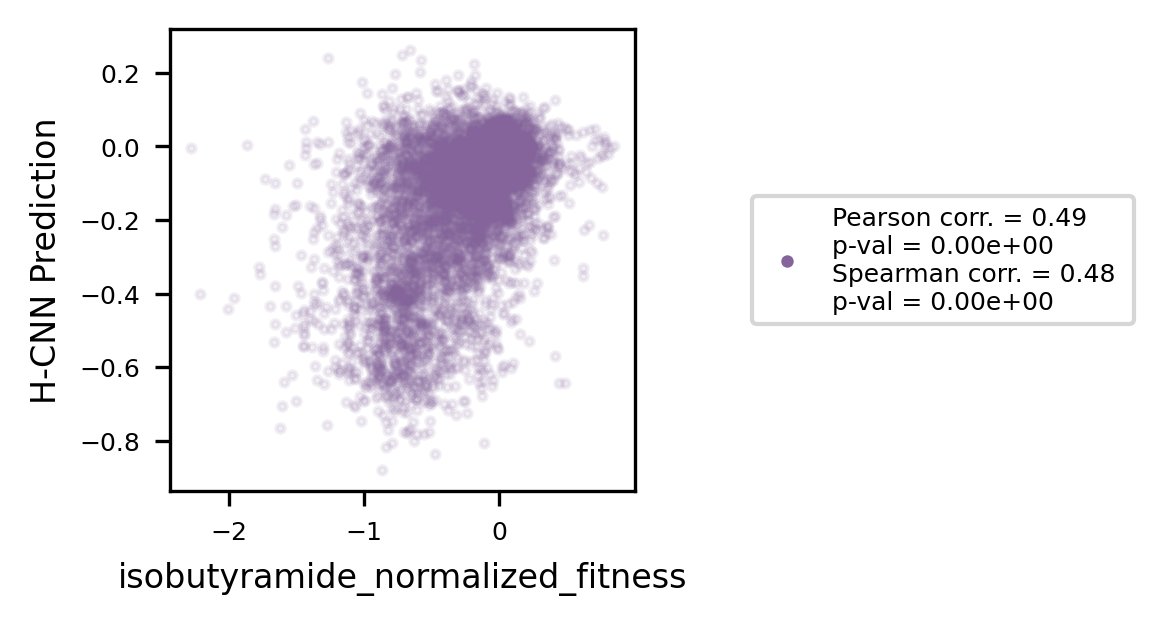 H-CNN Prediction
0.2
0.0
−0.2
−0.4
−0.6
−0.8
−2
−1
0
isobutyramide_normalized_fitness
Pearson corr. = 0.49
p-val = 0.00e+00
Spearman corr. = 0.48
p-val = 0.00e+00